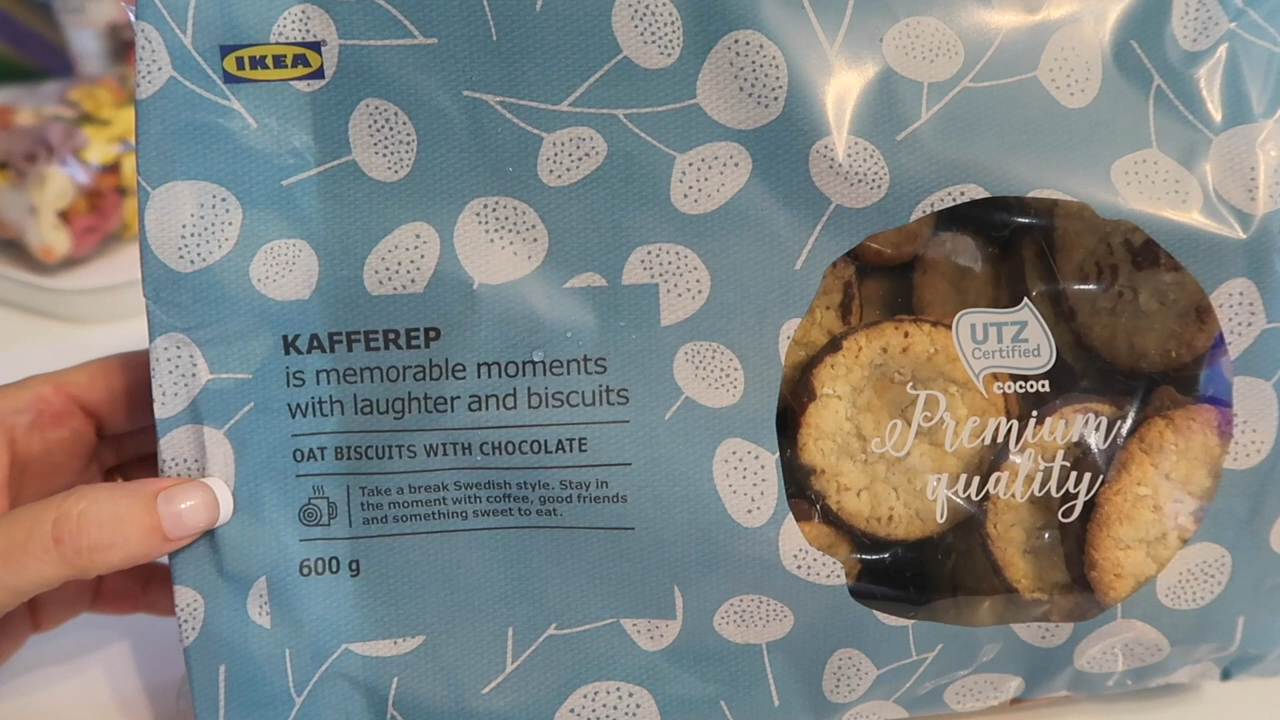 IKEA
KAFFEREP
is memorable moments
with laughter and biscuits
OAT BISCUITS WITH CHOCOLATE
Take a break Swedish style. Stay in
the moment with coffee, good friends
and something sweet to eat.
600 g
UTZ
Certified
cocoa
Premium
quality